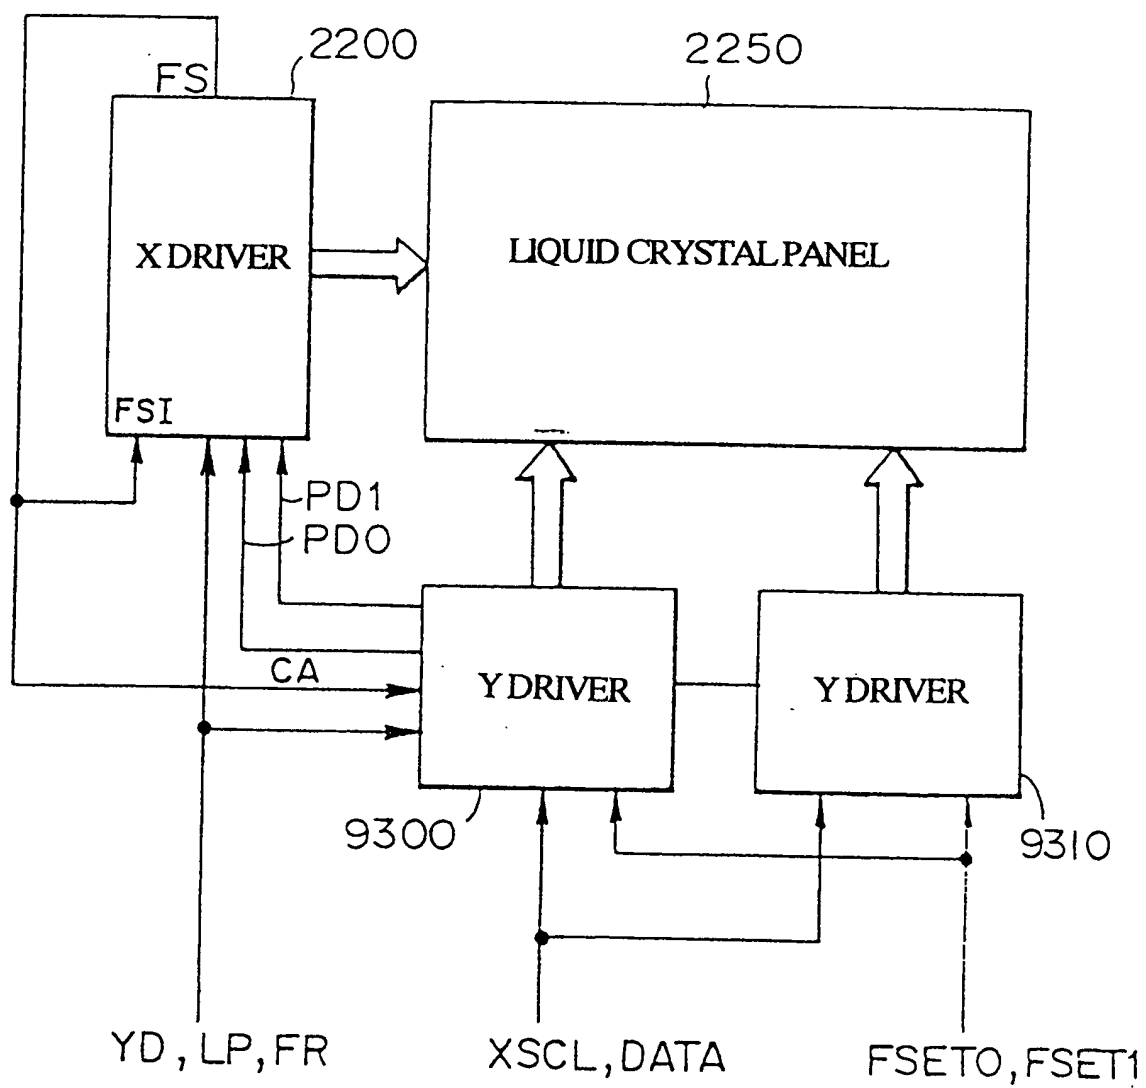 FS
2200
2250
X DRIVER
LIQUID CRYSTAL PANEL
FSI
PD1
PD0
CA
Y DRIVER
Y DRIVER
9300
9310
YD, LP, FR
XSCL, DATA
FSET0, FSET1